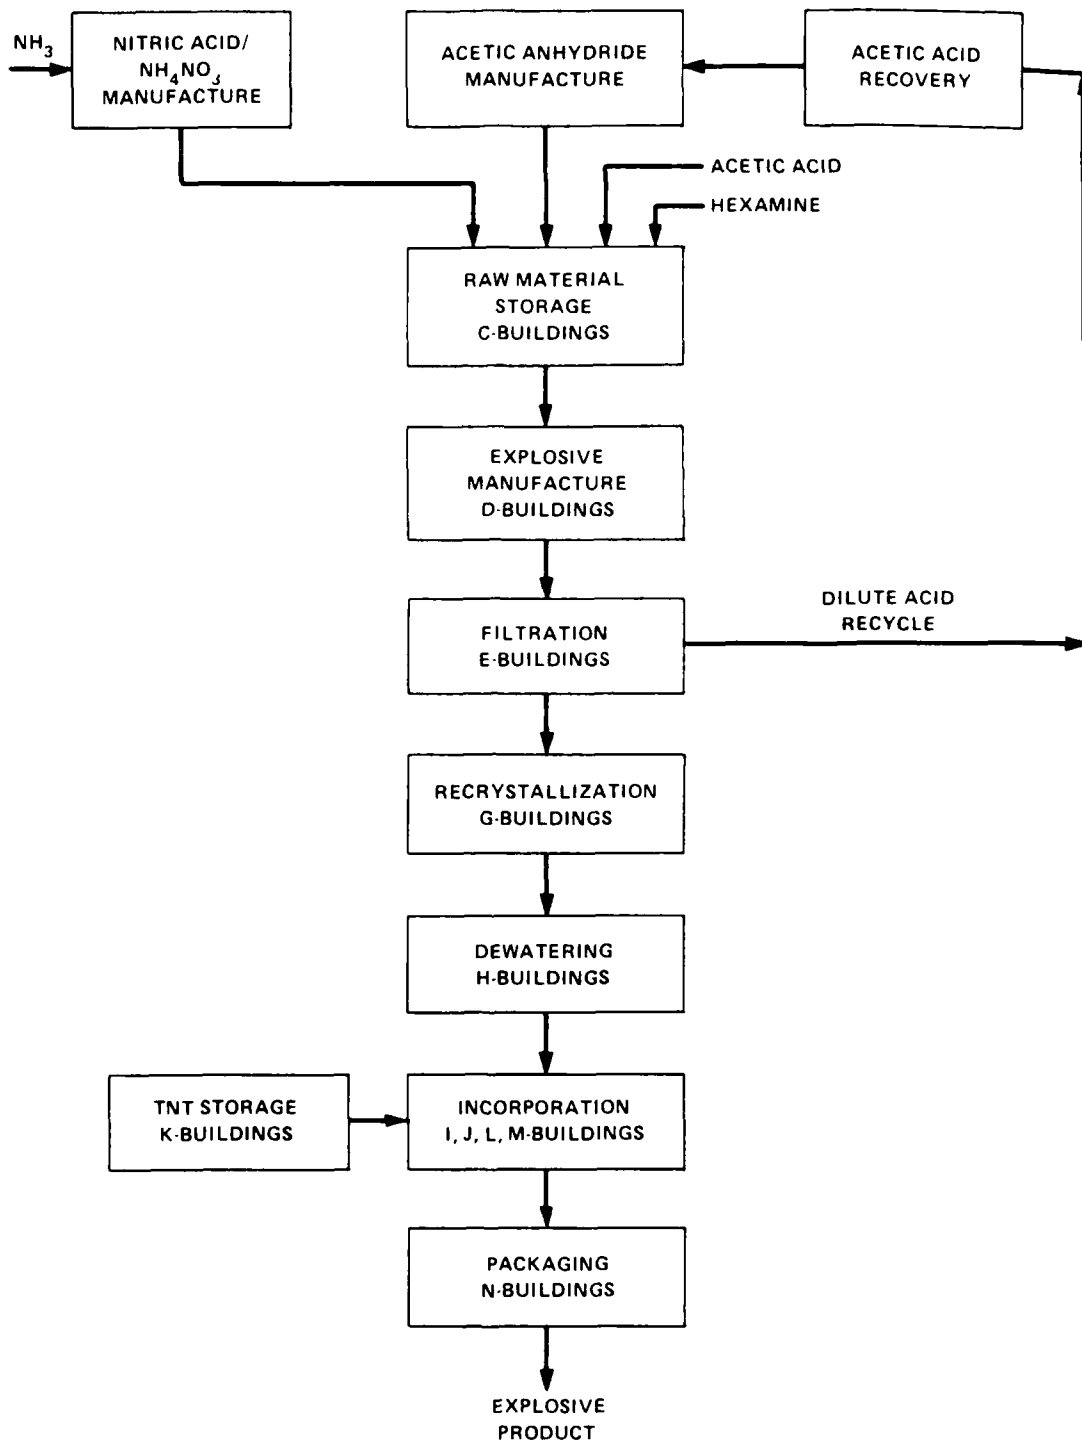 NH3
NITRIC ACID/
NH4NO3
MANUFACTURE
ACETIC ANHYDRIDE
MANUFACTURE
ACETIC ACID
RECOVERY
ACETIC ACID
HEXAMINE
RAW MATERIAL
STORAGE
C-BUILDINGS
EXPLOSIVE
MANUFACTURE
D-BUILDINGS
FILTRATION
E-BUILDINGS
DILUTE ACID
RECYCLE
RECRYSTALLIZATION
G-BUILDINGS
DEWATERING
H-BUILDINGS
TNT STORAGE
K-BUILDINGS
INCORPORATION
I, J, L, M-BUILDINGS
PACKAGING
N-BUILDINGS
EXPLOSIVE
PRODUCT